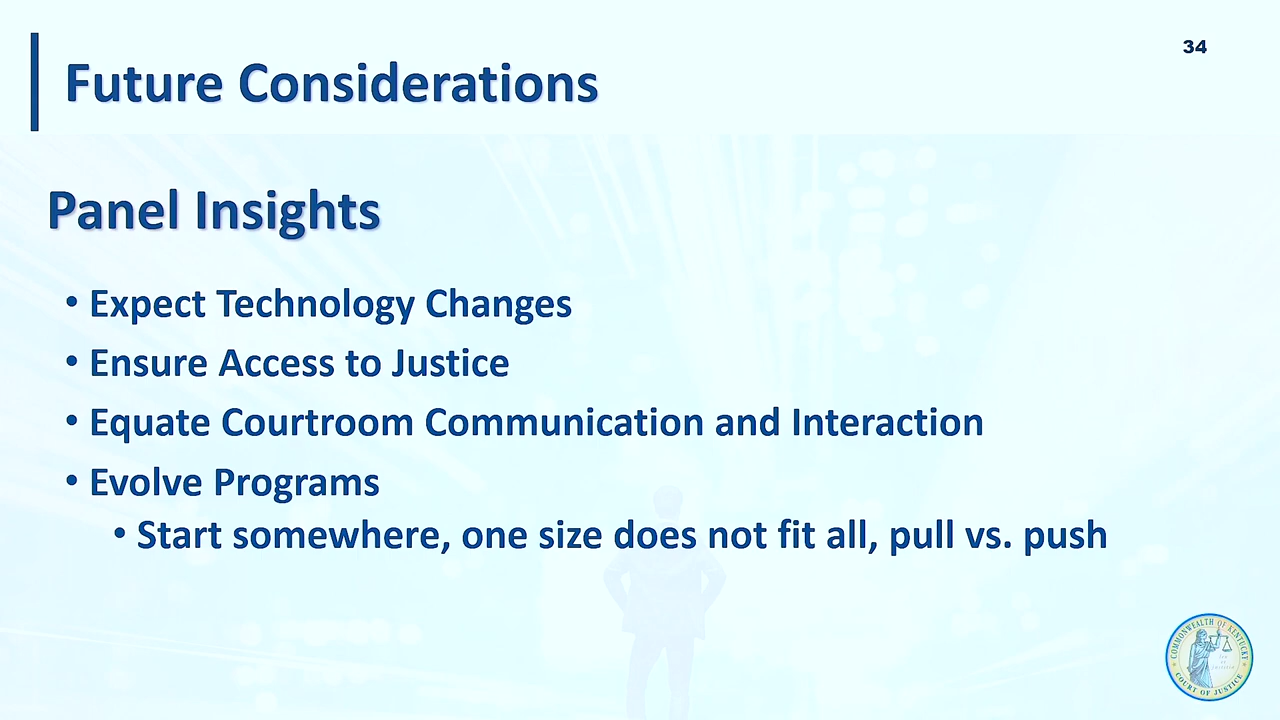 34
Future Considerations
Panel Insights
• Expect Technology Changes
• Ensure Access to Justice
• Equate Courtroom Communication and Interaction
• Evolve Programs
• Start somewhere, one size does not fit all, pull vs. push
COMMONWEALTH OF KENTUCKY
COURT OF JUSTICE